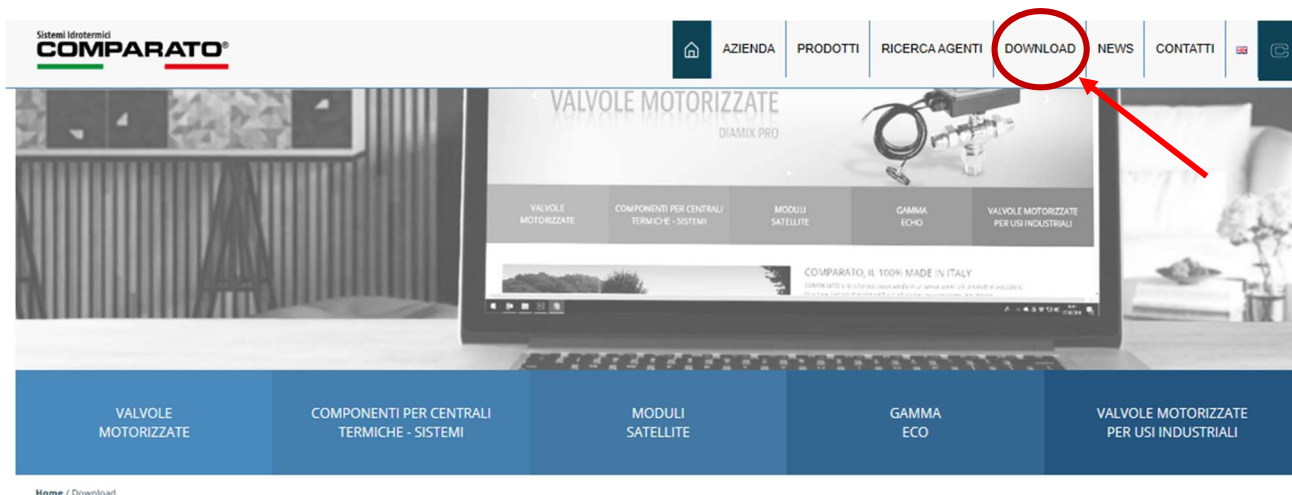 Sistemi Idrotermici
COMPARATO®
AZIENDA
PRODOTTI
RICERCA AGENTI
DOWNLOAD
NEWS
CONTATTI
VALVOLE MOTORIZZATE
DIAMIX PRO
VALVOLE
MOTORIZZATE
COMPONENTI PER CENTRALI
TERMICHE - SISTEMI
MODULI
SATELLITE
GAMMA
ECHO
VALVOLE MOTORIZZATE
PER USI INDUSTRIALI
COMPARATO, IL 100% MADE IN ITALY
VALVOLE
MOTORIZZATE
COMPONENTI PER CENTRALI
TERMICHE - SISTEMI
MODULI
SATELLITE
GAMMA
ECO
VALVOLE MOTORIZZATE
PER USI INDUSTRIALI
Home / Download